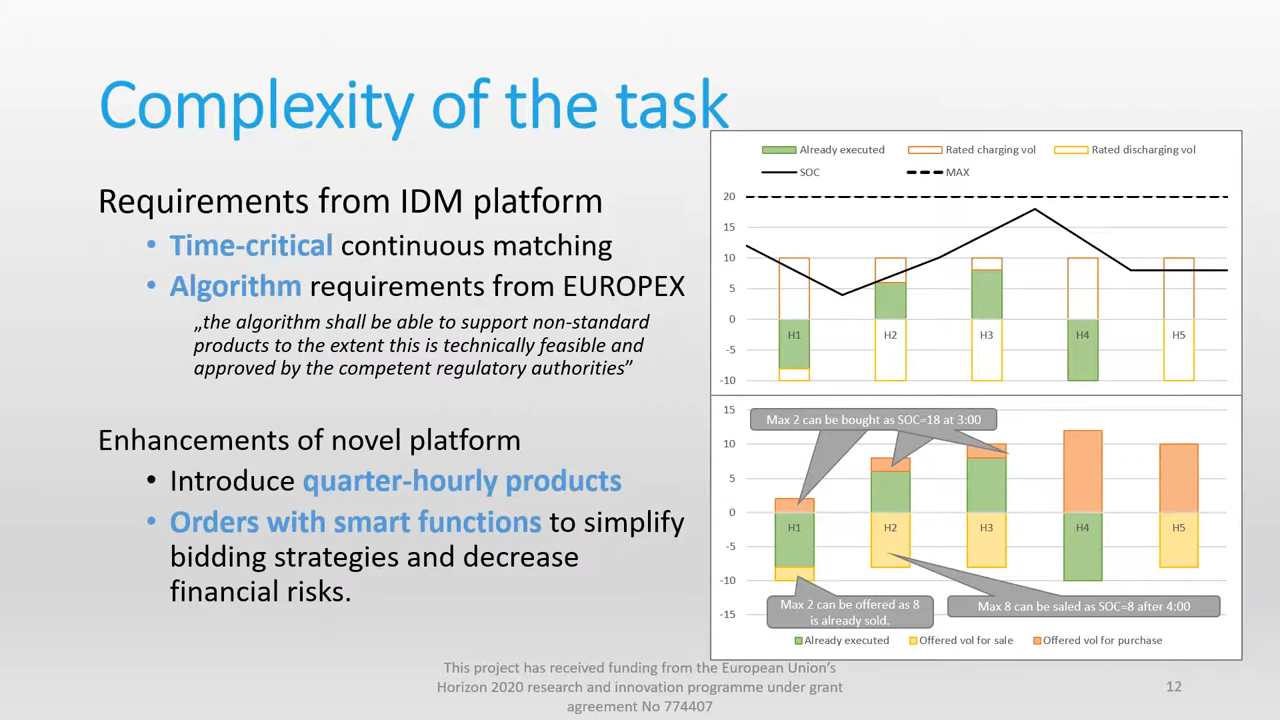 Complexity of the task
Requirements from IDM platform
• Time-critical continuous matching
• Algorithm requirements from EUROPEX
„the algorithm shall be able to support non-standard
products to the extent this is technically feasible and
approved by the competent regulatory authorities”
Enhancements of novel platform
• Introduce quarter-hourly products
• Orders with smart functions to simplify
bidding strategies and decrease
financial risks.
Already executed Rated charging vol Rated discharging vol
SOC MAX
20
15
10
5
0
H1 H2 H3 H4 H5
-5
-10
15
Max 2 can be bought as SOC=18 at 3:00
10
5
0
H1 H2 H3 H4 H5
-5
-10
Max 2 can be offered as 8
is already sold.
Max 8 can be saled as SOC=8 after 4:00
-15
Already executed Offered vol for sale Offered vol for purchase
This project has received funding from the European Union’s
Horizon 2020 research and innovation programme under grant
agreement No 774407
12